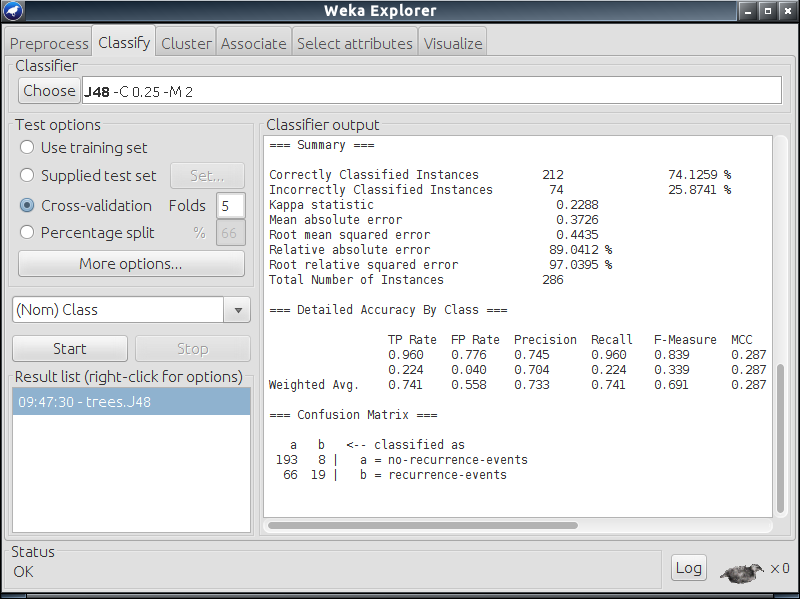 Weka Explorer
Preprocess Classify Cluster Associate Select attributes Visualize
Classifier
Choose J48 -C 0.25 -M 2
Test options
Use training set
Supplied test set Set...
Cross-validation Folds 5
Percentage split % 66
More options...
(Nom) Class
Start Stop
Result list (right-click for options)
09:47:30 - trees.J48
Classifier output
=== Summary ===
Correctly Classified Instances 212 74.1259 %
Incorrectly Classified Instances 74 25.8741 %
Kappa statistic 0.2288
Mean absolute error 0.3726
Root mean squared error 0.4435
Relative absolute error 89.0412 %
Root relative squared error 97.0395 %
Total Number of Instances 286
=== Detailed Accuracy By Class ===
TP Rate FP Rate Precision Recall F-Measure MCC
0.960 0.776 0.745 0.960 0.839 0.287
0.224 0.040 0.704 0.224 0.339 0.287
Weighted Avg. 0.741 0.558 0.733 0.741 0.691 0.287
=== Confusion Matrix ===
a b <-- classified as
193 8 | a = no-recurrence-events
66 19 | b = recurrence-events
Status
OK
Log x 0